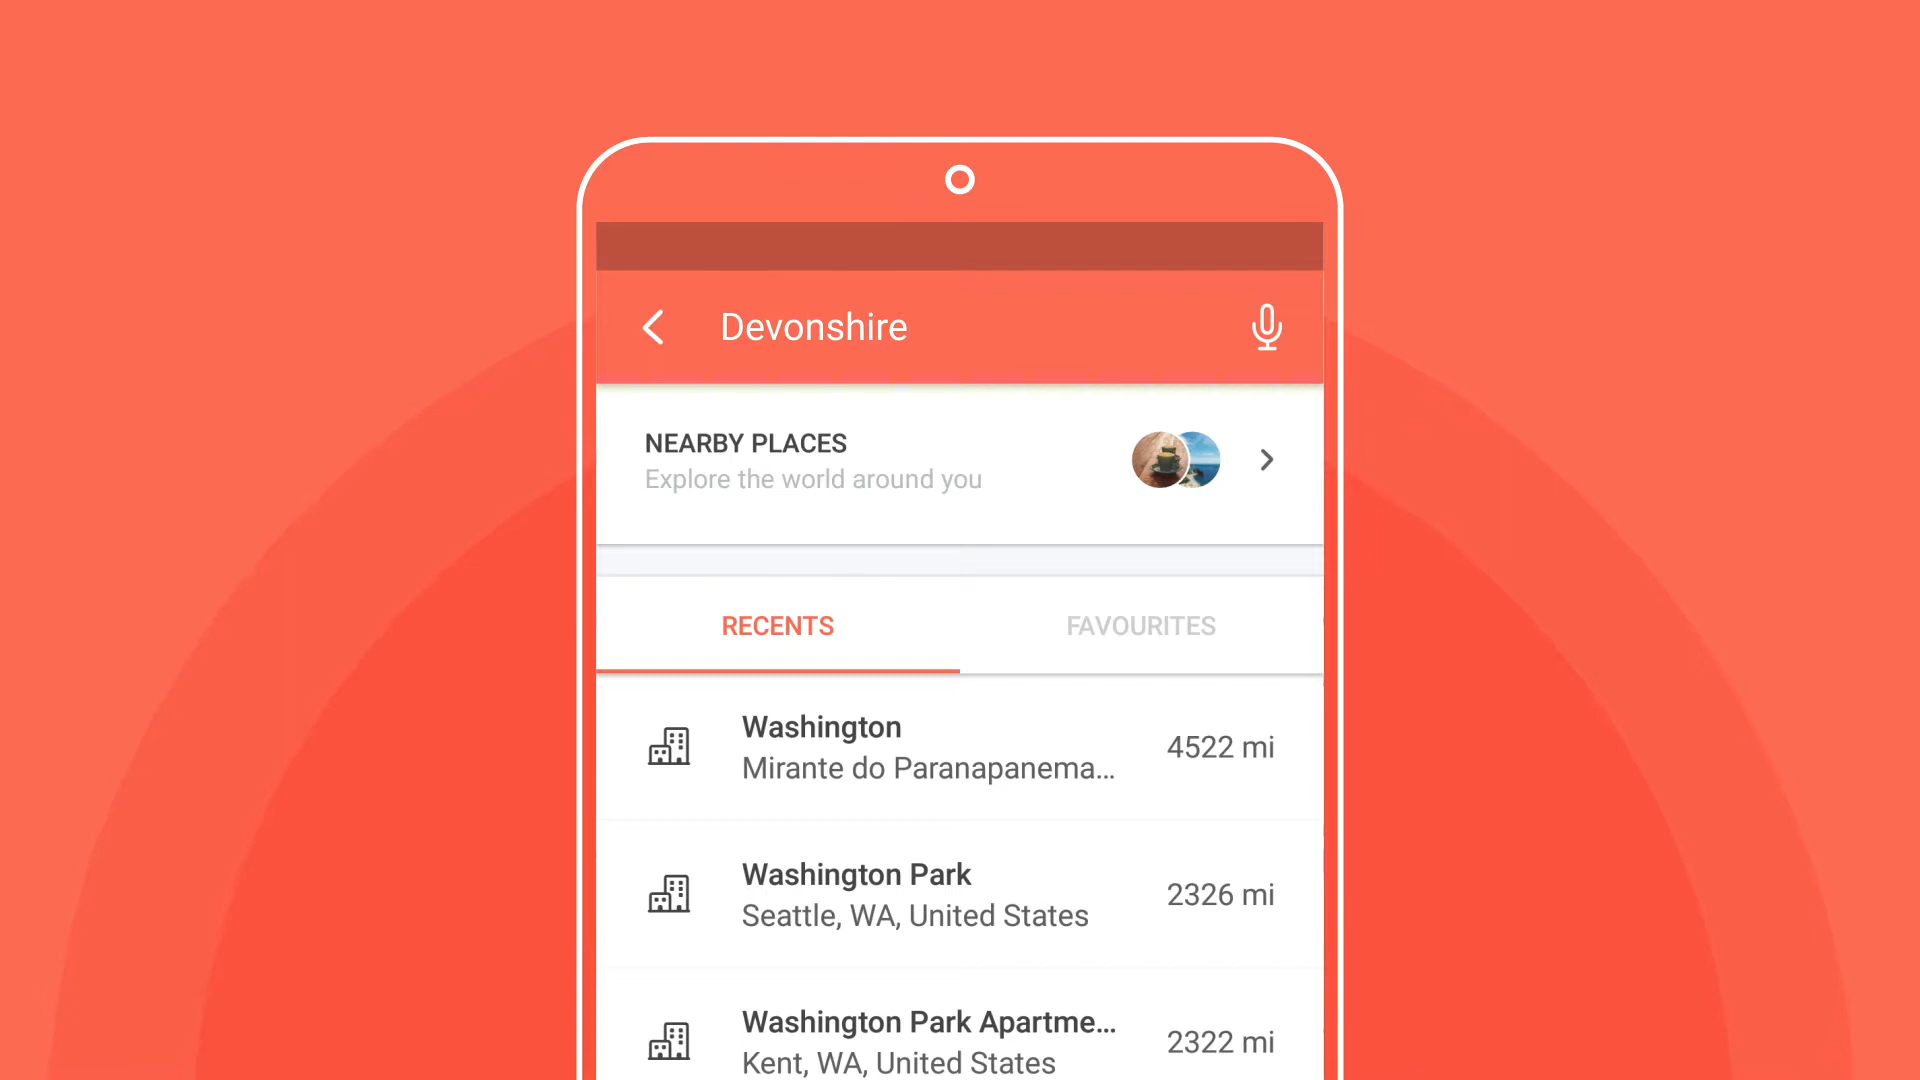 Devonshire
NEARBY PLACES
Explore the world around you
RECENTS
FAVOURITES
Washington
Mirante do Paranapanema...
4522 mi
Washington Park
Seattle, WA, United States
2326 mi
Washington Park Apartme...
Kent, WA, United States
2322 mi